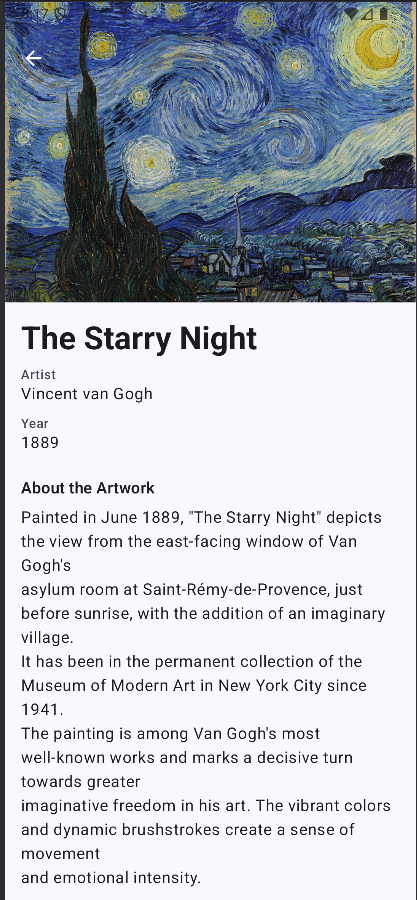 The Starry Night
Artist
Vincent van Gogh
Year
1889
About the Artwork
Painted in June 1889, "The Starry Night" depicts
the view from the east-facing window of Van
Gogh's
asylum room at Saint-Rémy-de-Provence, just
before sunrise, with the addition of an imaginary
village.
It has been in the permanent collection of the
Museum of Modern Art in New York City since
1941.
The painting is among Van Gogh's most
well-known works and marks a decisive turn
towards greater
imaginative freedom in his art. The vibrant colors
and dynamic brushstrokes create a sense of
movement
and emotional intensity.